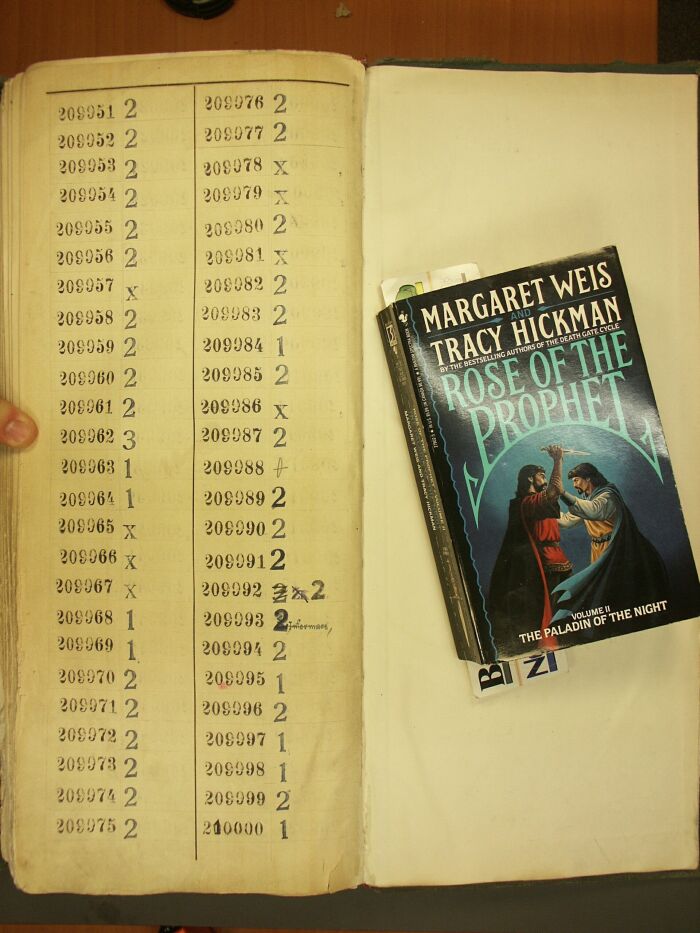 209951 2
209952 2
209953 2
209954 2
209955 2
209956 2
209957 x
209958 2
209959 2
209960 2
209961 2
209962 3
209963 1
209964 1
209965 x
209966 x
209967 x
209968 1
209969 1
209970 2
209971 2
209972 2
209973 2
209974 2
209975 2
209976 2
209977 2
209978 x
209979 x
209980 2
209981 x
209982 2
209983 2
209984 1
209985 2
209986 x
209987 2
209988
209989 2
209990 2
209991 2
209992 2 x 2
209993 2
209994 2
209995 1
209996 2
209997 1
209998 1
209999 2
210000 1
MARGARET WEIS
AND
TRACY HICKMAN
BY THE BESTSELLING AUTHORS OF THE DEATH GATE CYCLE
ROSE OF THE
PROPHET
VOLUME II
THE PALADIN OF THE NIGHT